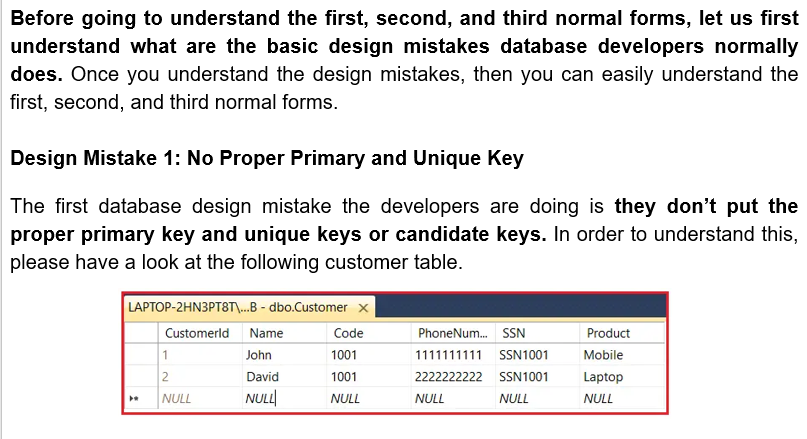 Before going to understand the first, second, and third normal forms, let us first
understand what are the basic design mistakes database developers normally
does. Once you understand the design mistakes, then you can easily understand the
first, second, and third normal forms.
Design Mistake 1: No Proper Primary and Unique Key
The first database design mistake the developers are doing is they don’t put the
proper primary key and unique keys or candidate keys. In order to understand this,
please have a look at the following customer table.
LAPTOP-2HN3PT8T\...B - dbo.Customer ×
CustomerId Name Code PhoneNum... SSN Product
1 John 1001 1111111111 SSN1001 Mobile
2 David 1001 2222222222 SSN1001 Laptop
NULL NULL NULL NULL NULL NULL